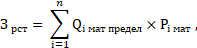 З рст = ∑ⁿᵢ₌₁ Qᵢ мат предел × Pᵢ мат ,